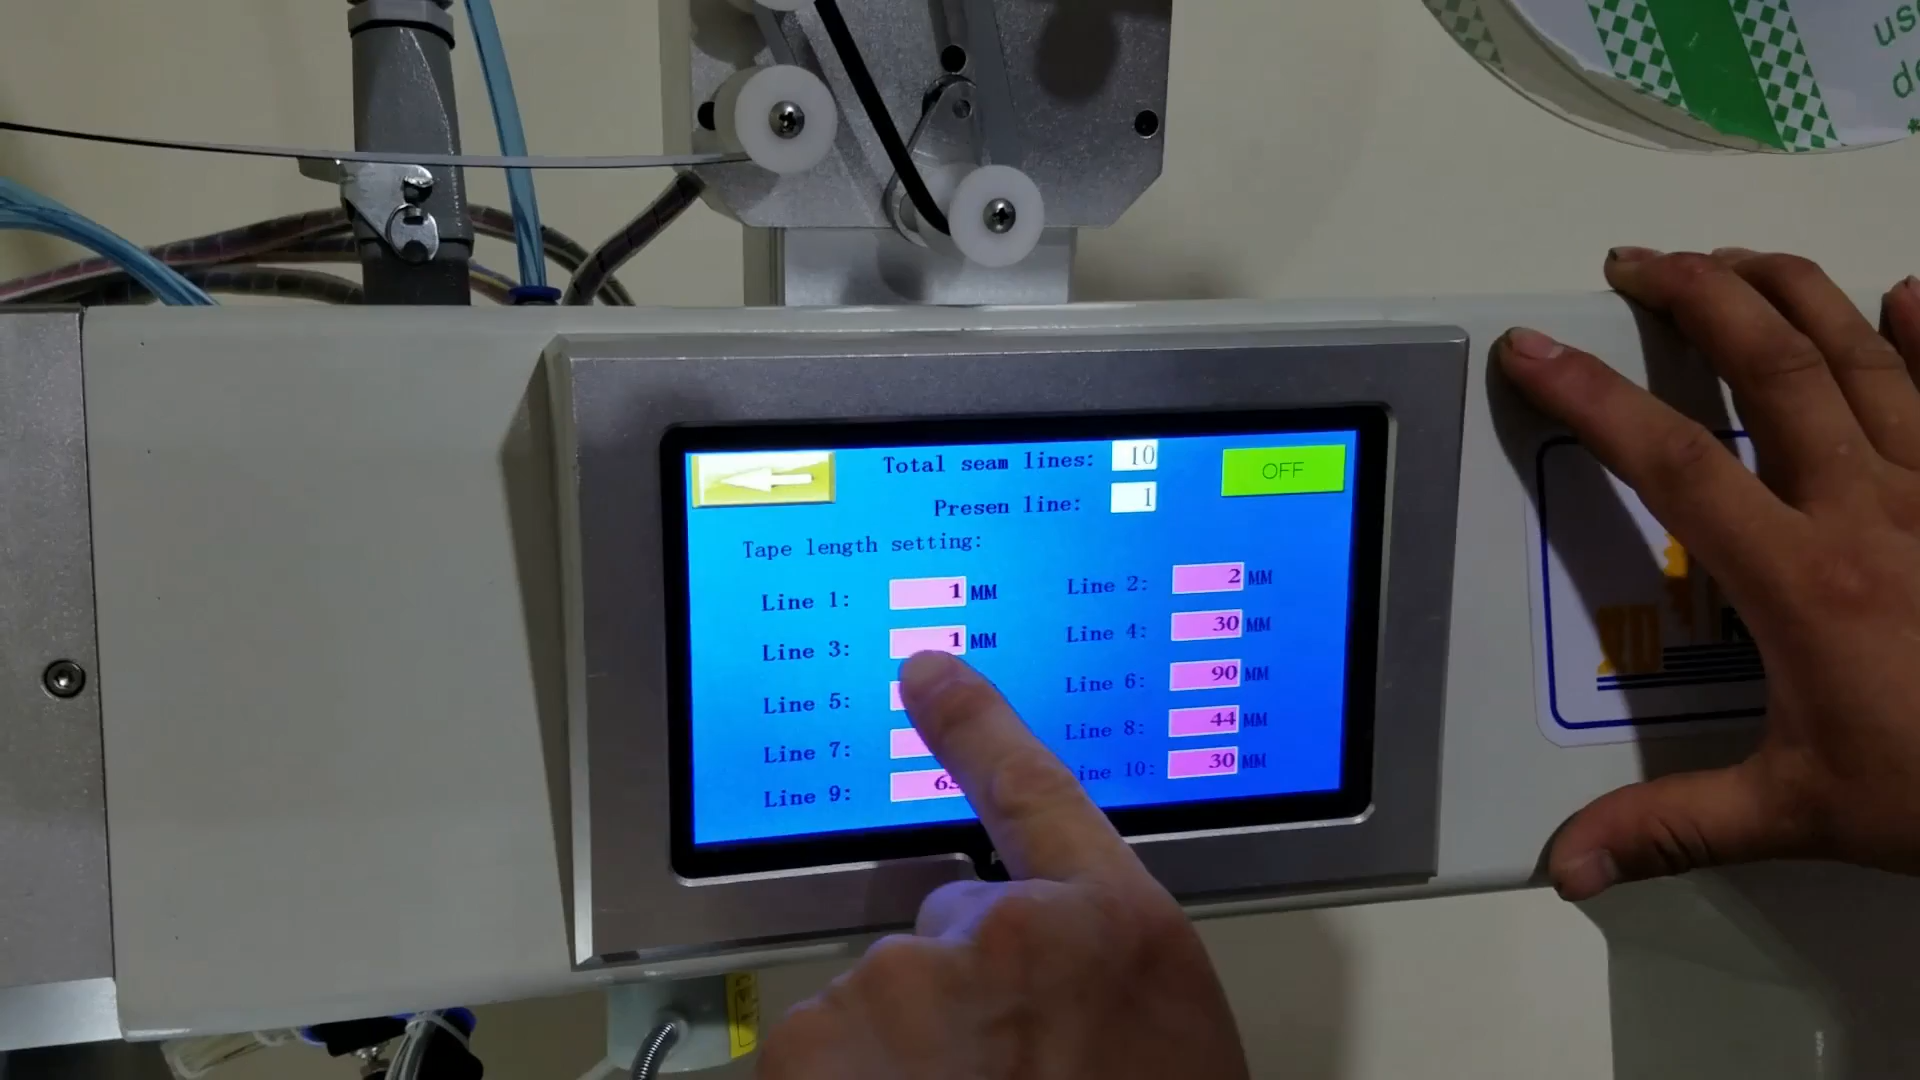 Total seam lines: 10
OFF
Presen line: 1
Tape length setting:
Line 1: 1 MM
Line 2: 2 MM
Line 3: 1 MM
Line 4: 30 MM
Line 5:
Line 6: 90 MM
Line 7:
Line 8: 44 MM
Line 9:
Line 10: 30 MM